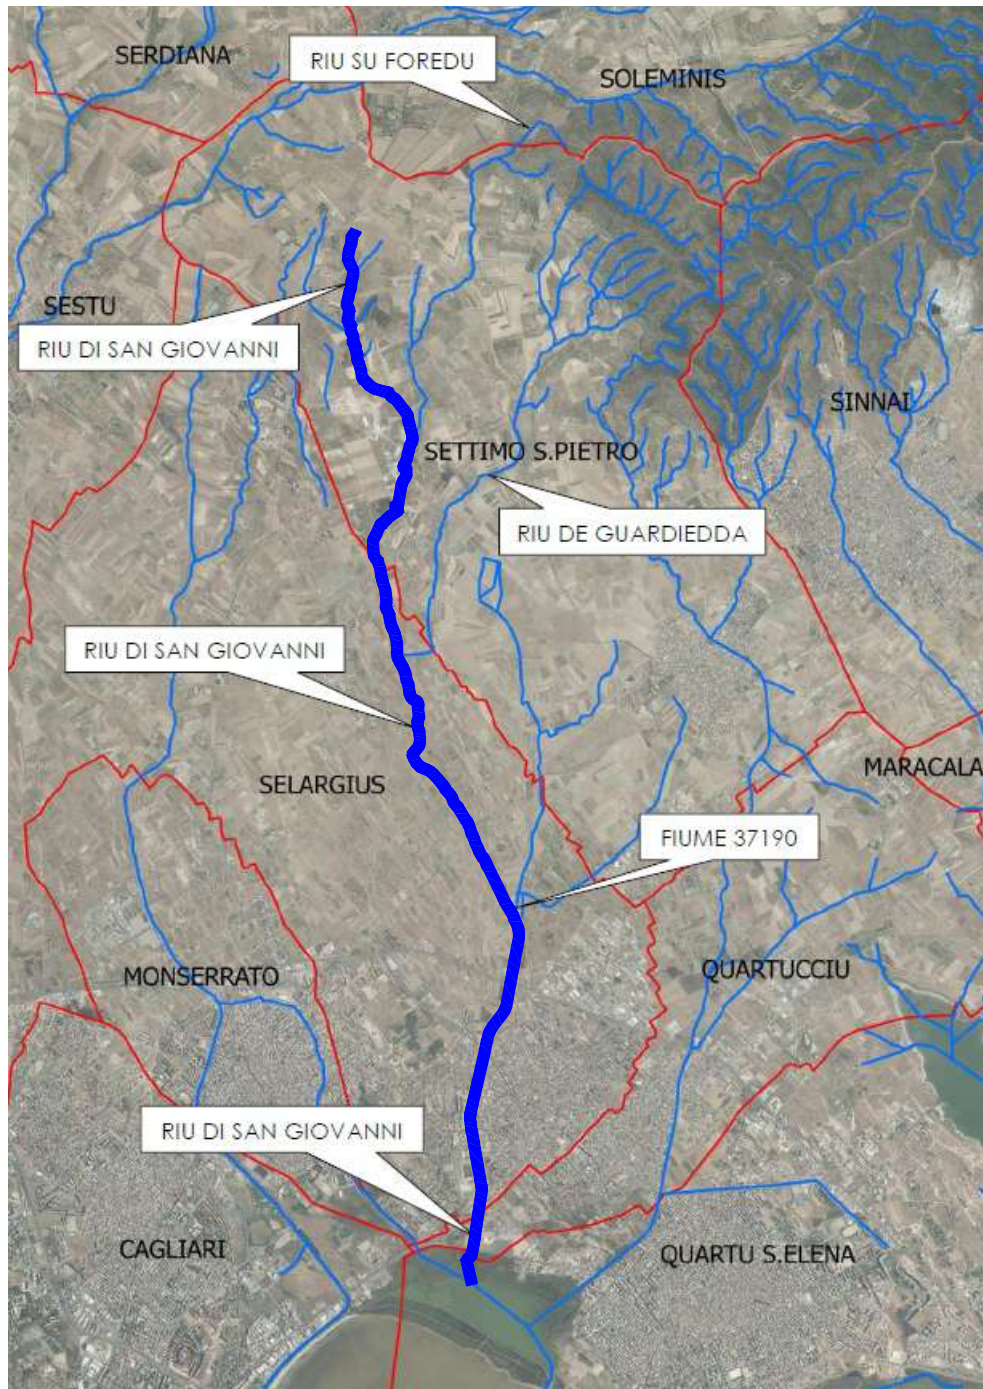 SERDIANA
RIU SU FOREDU
SOLEMINIS
SESTU
RIU DI SAN GIOVANNI
SINNAI
SETTIMO S.PIETRO
RIU DE GUARDIEDDA
RIU DI SAN GIOVANNI
SELARGIUS
MARACALA
FIUME 37190
MONSERRATO
QUARTUCCIU
RIU DI SAN GIOVANNI
CAGLIARI
QUARTU S.ELENA